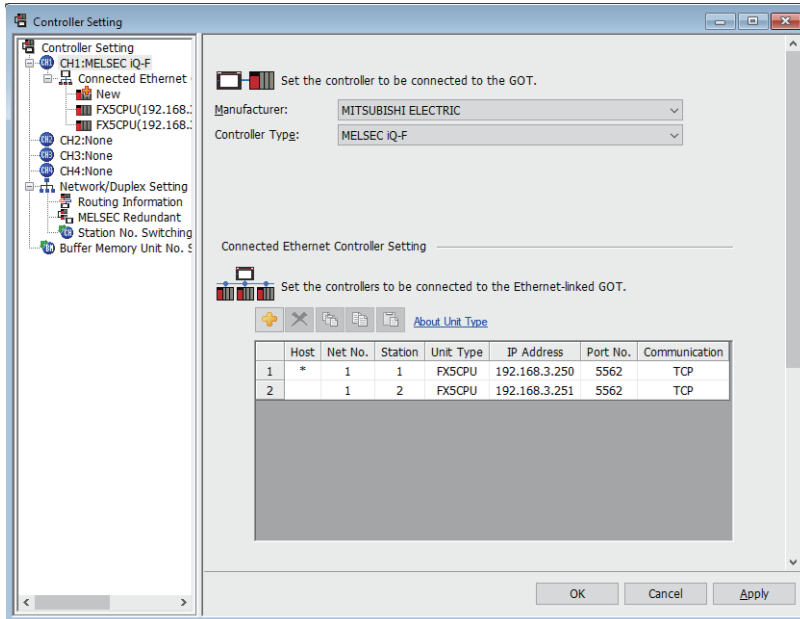 Controller Setting
Controller Setting
CH1:MELSEC iQ-F
Connected Ethernet
New
FX5CPU(192.168.
FX5CPU(192.168.
CH2:None
CH3:None
CH4:None
Network/Duplex Setting
Routing Information
MELSEC Redundant
Station No. Switching
Buffer Memory Unit No. S
Set the controller to be connected to the GOT.
Manufacturer: MITSUBISHI ELECTRIC
Controller Type: MELSEC iQ-F
Connected Ethernet Controller Setting
Set the controllers to be connected to the Ethernet-linked GOT.
About Unit Type
Host Net No. Station Unit Type IP Address Port No. Communication
1 * 1 1 FX5CPU 192.168.3.250 5562 TCP
2 1 2 FX5CPU 192.168.3.251 5562 TCP
OK Cancel Apply